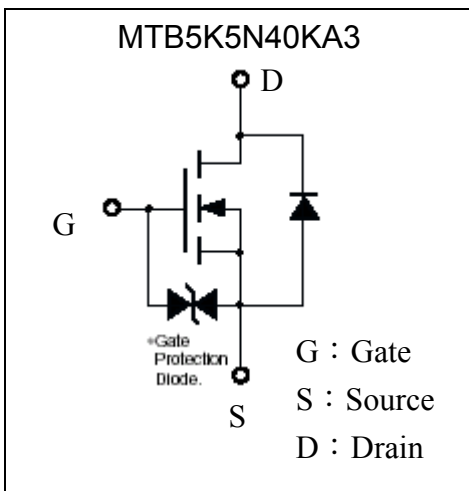 MTB5K5N40KA3
D
G
*Gate
Protection
Diode.
S
G：Gate
S：Source
D：Drain